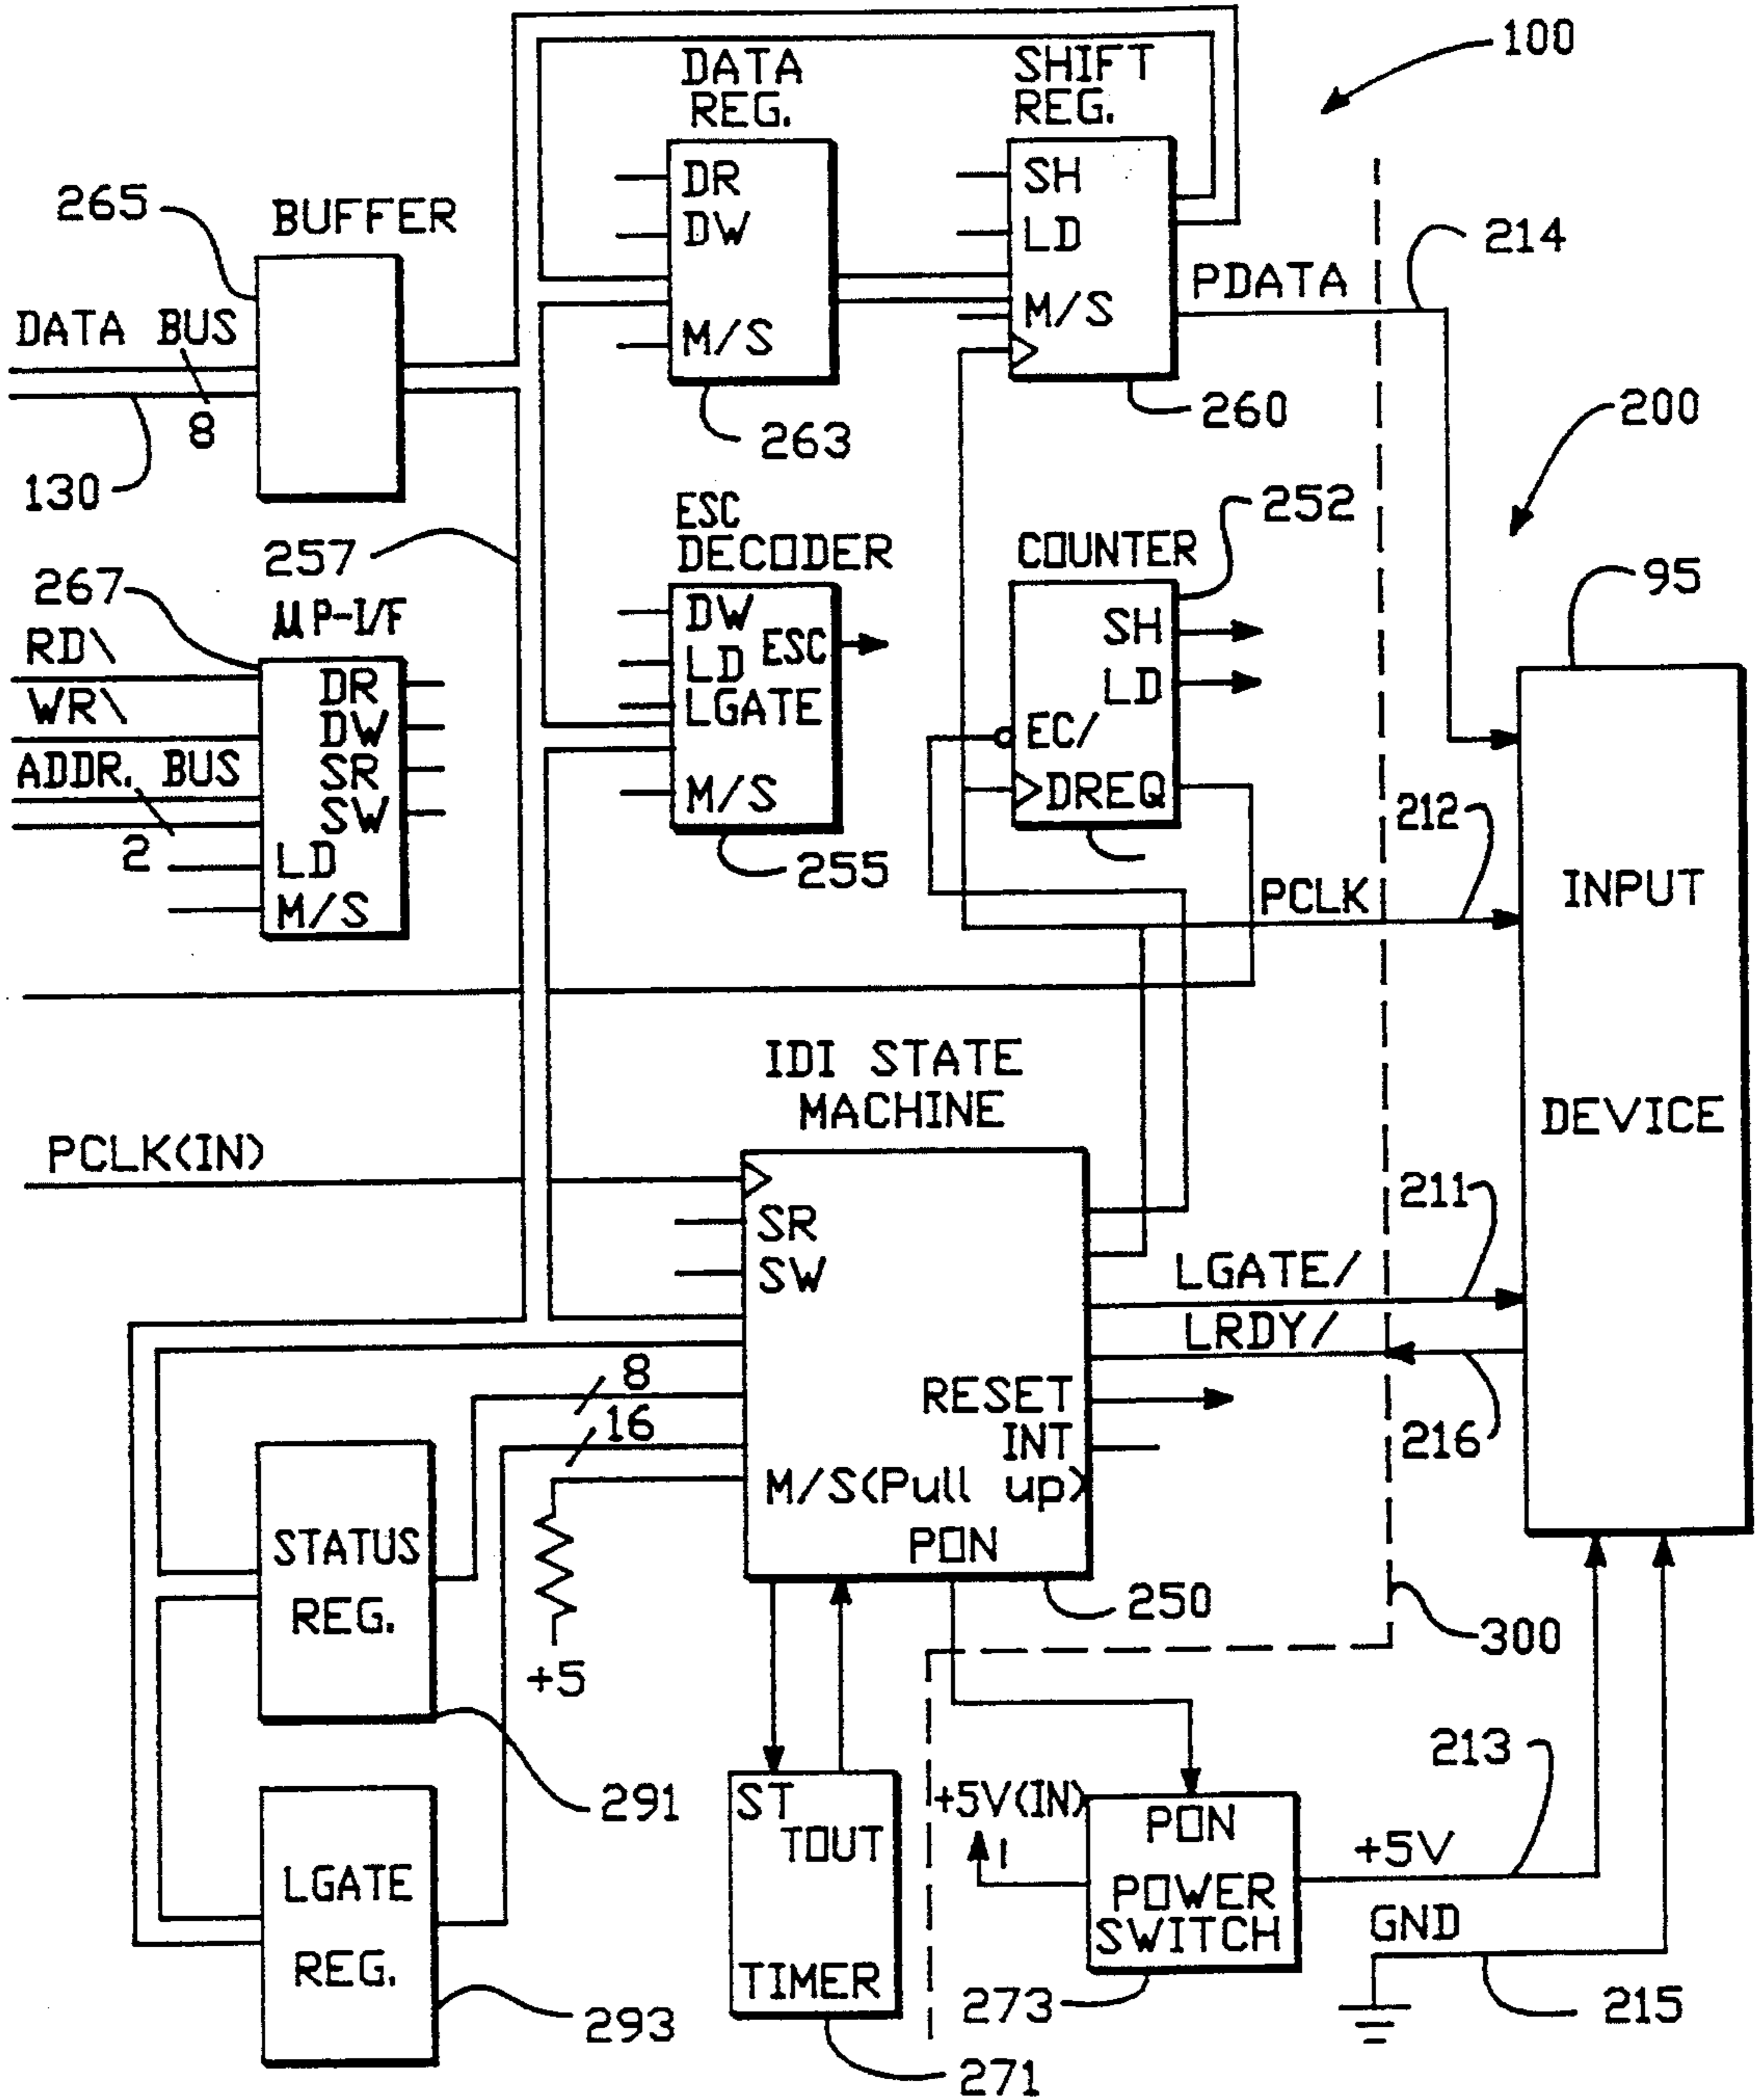 100
DATA
REG.
SHIFT
REG.
DR
DW
M/S
SH
LD
M/S
265
BUFFER
PDATA
214
DATA BUS
8
130
263
260
200
257
ESC
DECODER
DW
LD
ESC
LGATE
M/S
255
COUNTER
252
SH
LD
EC/
DREQ
95
267
µP-I/F
RD\
WR\
ADDR. BUS
2
DR
DW
SR
SW
LD
M/S
212
PCLK
INPUT
DEVICE
IDI STATE
MACHINE
PCLK(IN)
SR
SW
211
LGATE/
LRDY/
216
RESET
INT
8
16
M/S(Pull up)
PON
250
300
STATUS
REG.
+5
291
LGATE
REG.
293
ST
TOUT
TIMER
271
+5V(IN)
PON
POWER
SWITCH
273
213
+5V
GND
215